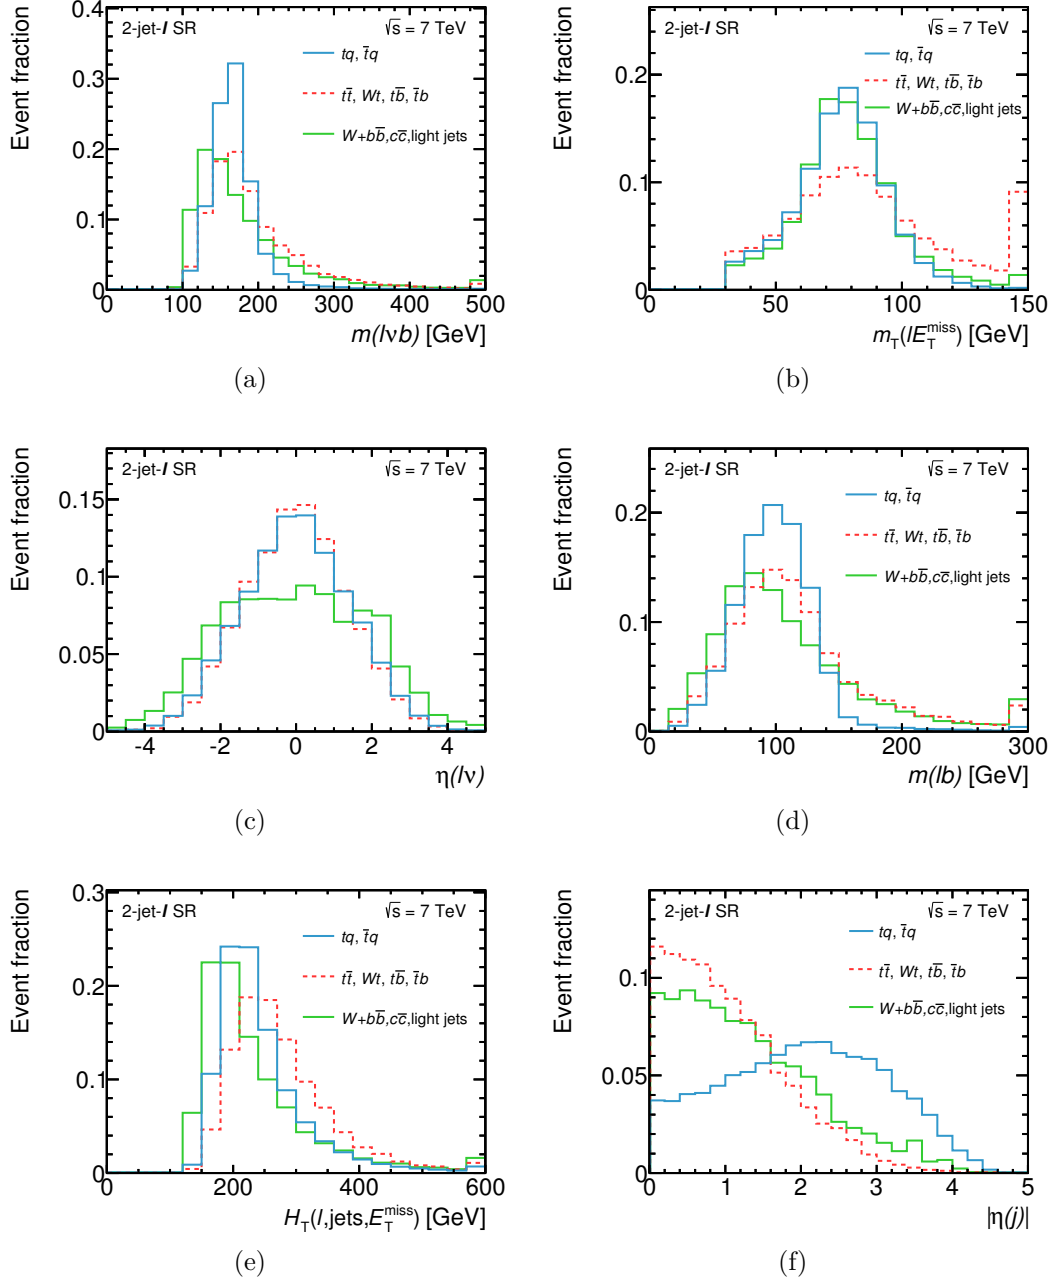 Event fraction
2-jet-l SR
√s = 7 TeV
tq, t̄q
tt̄, Wt, tb̄, t̄b
W+bb̄,cc̄,light jets
0 0.1 0.2 0.3 0.4
0 100 200 300 400 500
m(lνb) [GeV]
(a)
Event fraction
2-jet-l SR
√s = 7 TeV
tq, t̄q
tt̄, Wt, tb̄, t̄b
W+bb̄,cc̄,light jets
0 0.1 0.2
0 50 100 150
m_T(lE_T^miss) [GeV]
(b)
Event fraction
2-jet-l SR
√s = 7 TeV
0 0.05 0.1 0.15
-4 -2 0 2 4
η(lν)
(c)
Event fraction
2-jet-l SR
√s = 7 TeV
tq, t̄q
tt̄, Wt, tb̄, t̄b
W+bb̄,cc̄,light jets
0 0.1 0.2
0 100 200 300
m(lb) [GeV]
(d)
Event fraction
2-jet-l SR
√s = 7 TeV
tq, t̄q
tt̄, Wt, tb̄, t̄b
W+bb̄,cc̄,light jets
0 0.1 0.2 0.3
0 200 400 600
H_T(l,jets,E_T^miss) [GeV]
(e)
Event fraction
2-jet-l SR
√s = 7 TeV
tq, t̄q
tt̄, Wt, tb̄, t̄b
W+bb̄,cc̄,light jets
0 0.05 0.1
0 1 2 3 4 5
|η(j)|
(f)